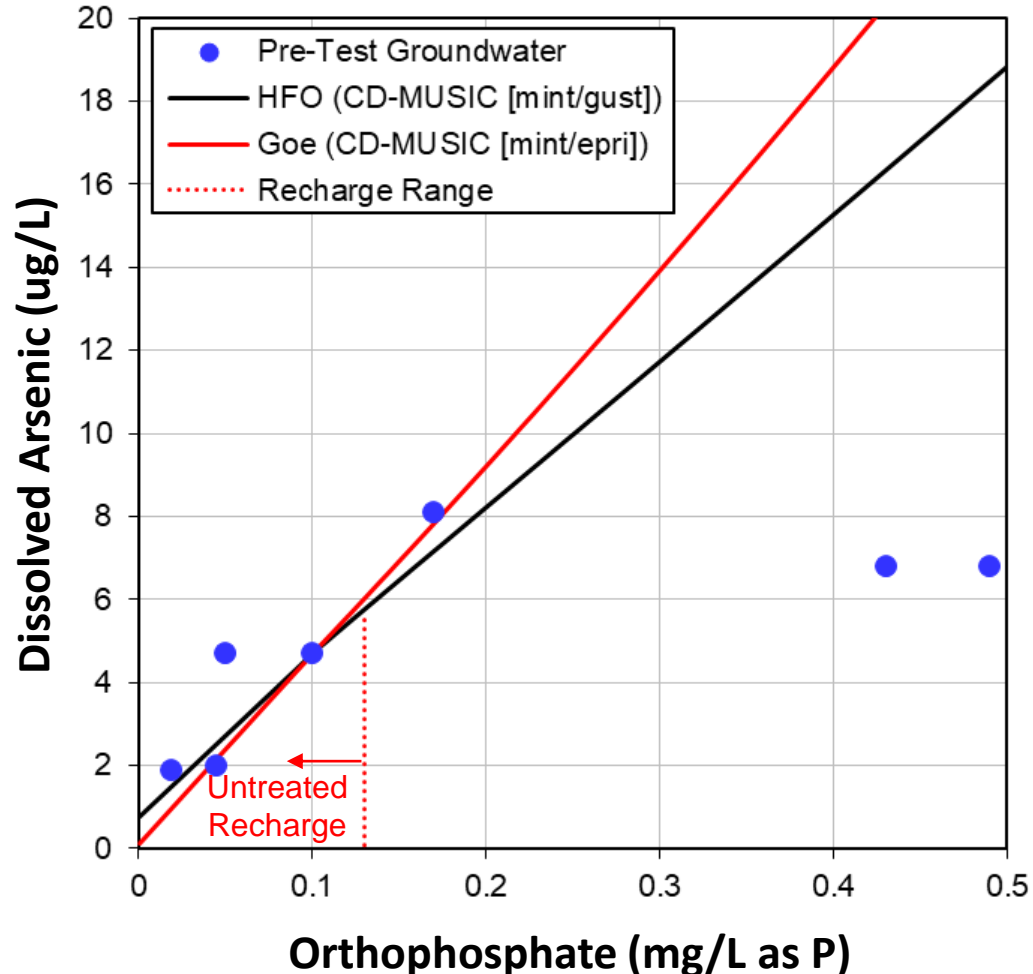 Pre-Test Groundwater
HFO (CD-MUSIC [mint/gust])
Goe (CD-MUSIC [mint/epri])
Recharge Range
Dissolved Arsenic (ug/L)
20
18
16
14
12
10
8
6
4
2
0
Untreated
Recharge
0 0.1 0.2 0.3 0.4 0.5
Orthophosphate (mg/L as P)